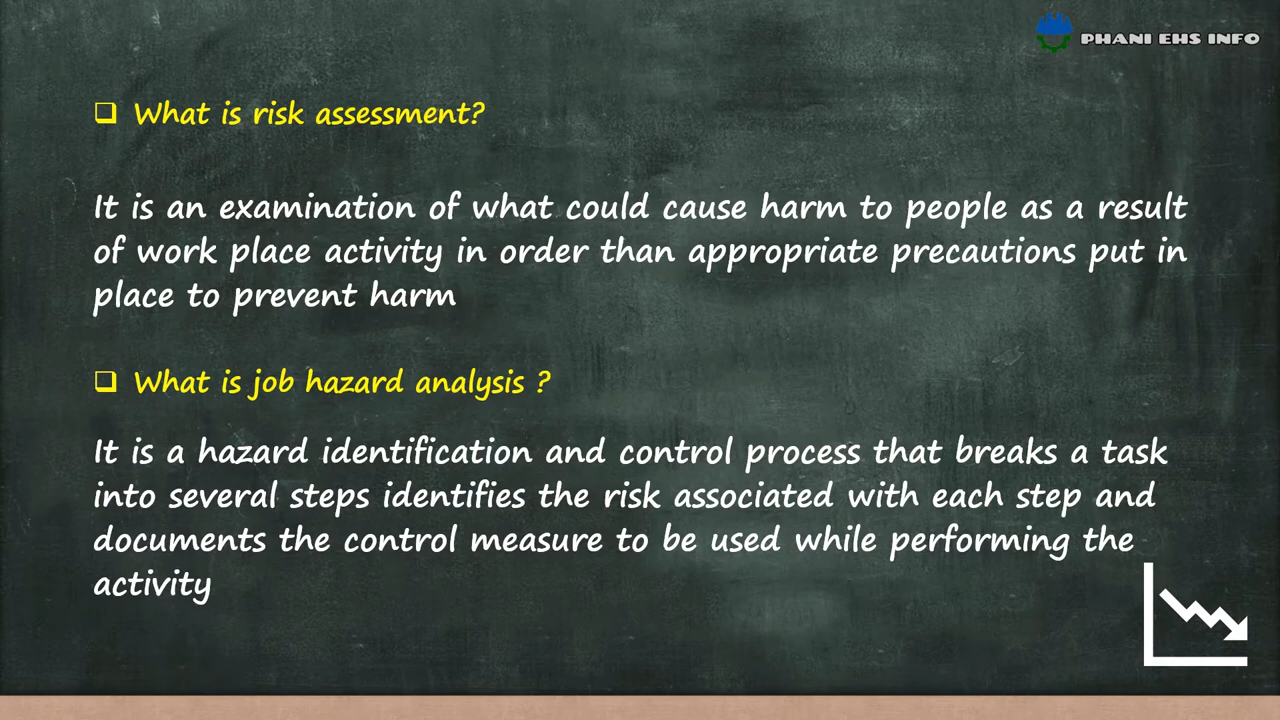 PHANI EHS INFO
❑ What is risk assessment?
It is an examination of what could cause harm to people as a result
of work place activity in order than appropriate precautions put in
place to prevent harm
❑ What is job hazard analysis ?
It is a hazard identification and control process that breaks a task
into several steps identifies the risk associated with each step and
documents the control measure to be used while performing the
activity